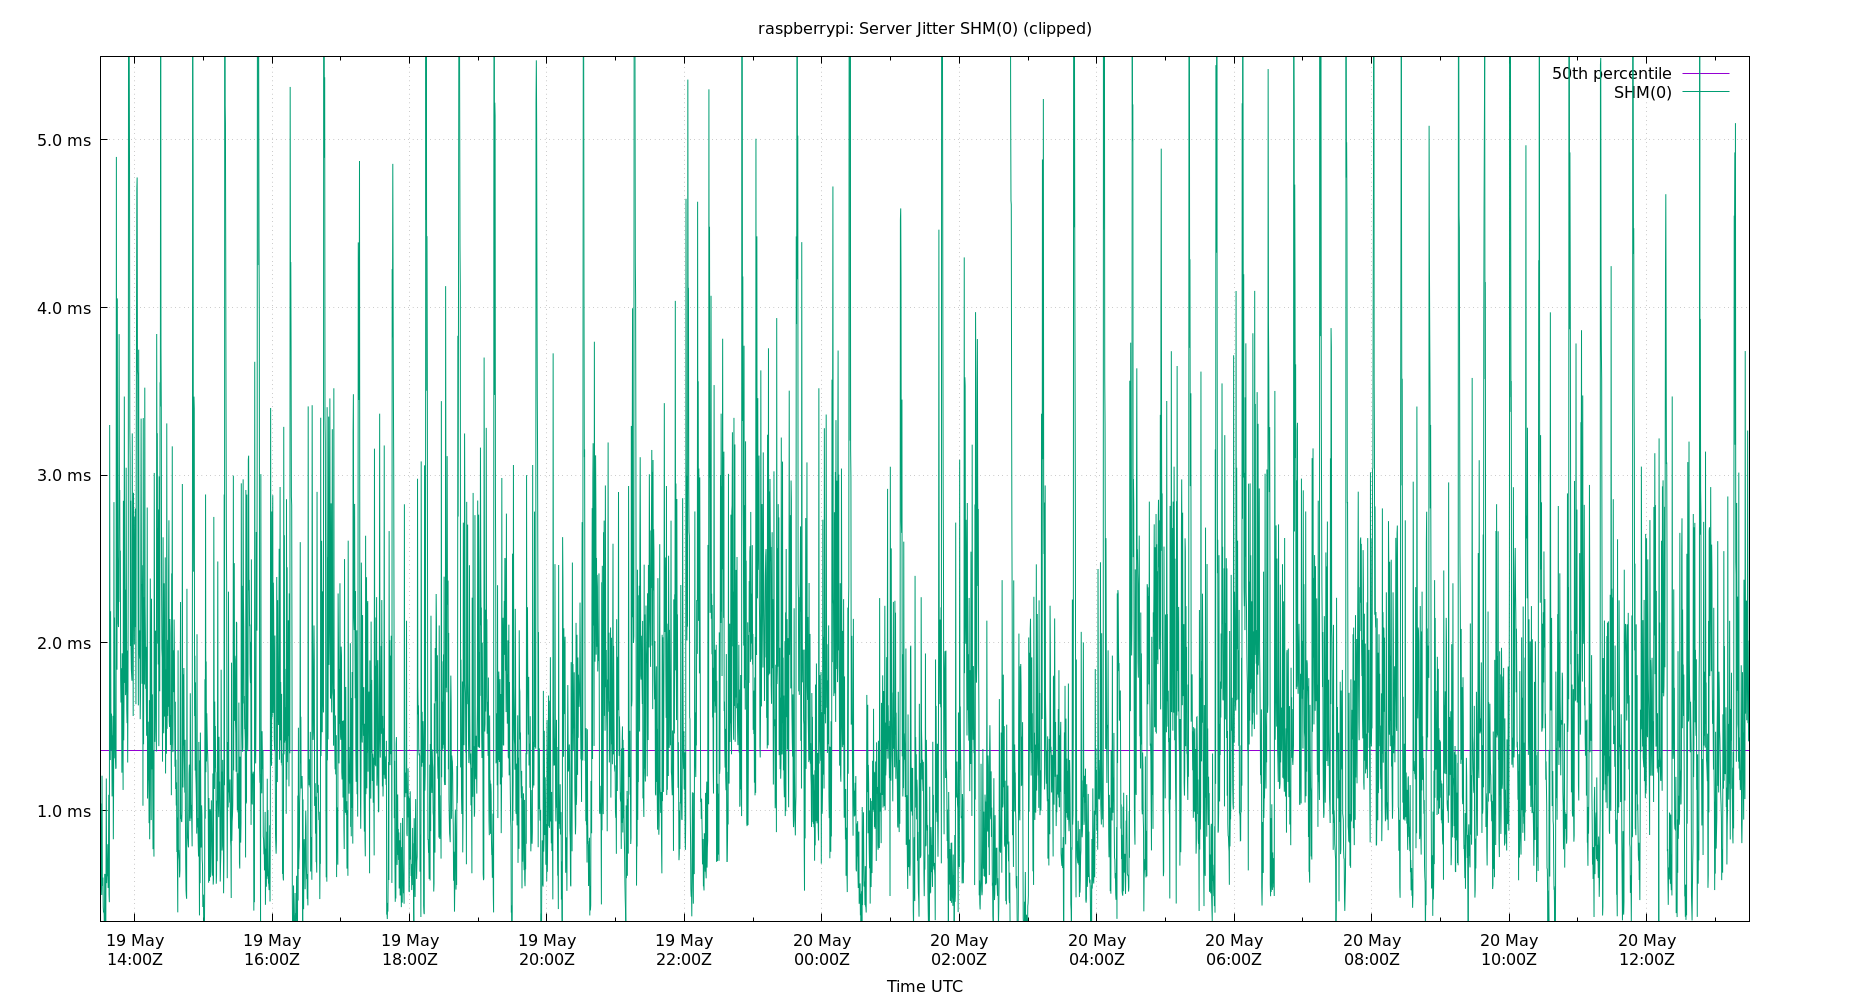 raspberrypi: Server Jitter SHM(0) (clipped)
50th percentile
SHM(0)
5.0 ms
4.0 ms
3.0 ms
2.0 ms
1.0 ms
19 May 19 May 19 May 19 May 19 May 20 May 20 May 20 May 20 May 20 May 20 May 20 May
14:00Z 16:00Z 18:00Z 20:00Z 22:00Z 00:00Z 02:00Z 04:00Z 06:00Z 08:00Z 10:00Z 12:00Z
Time UTC